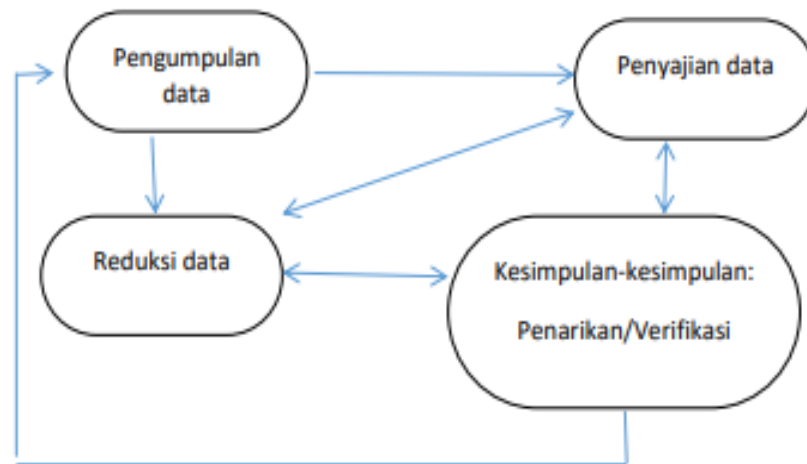 Pengumpulan
data
Penyajian data
Reduksi data
Kesimpulan-kesimpulan:
Penarikan/Verifikasi